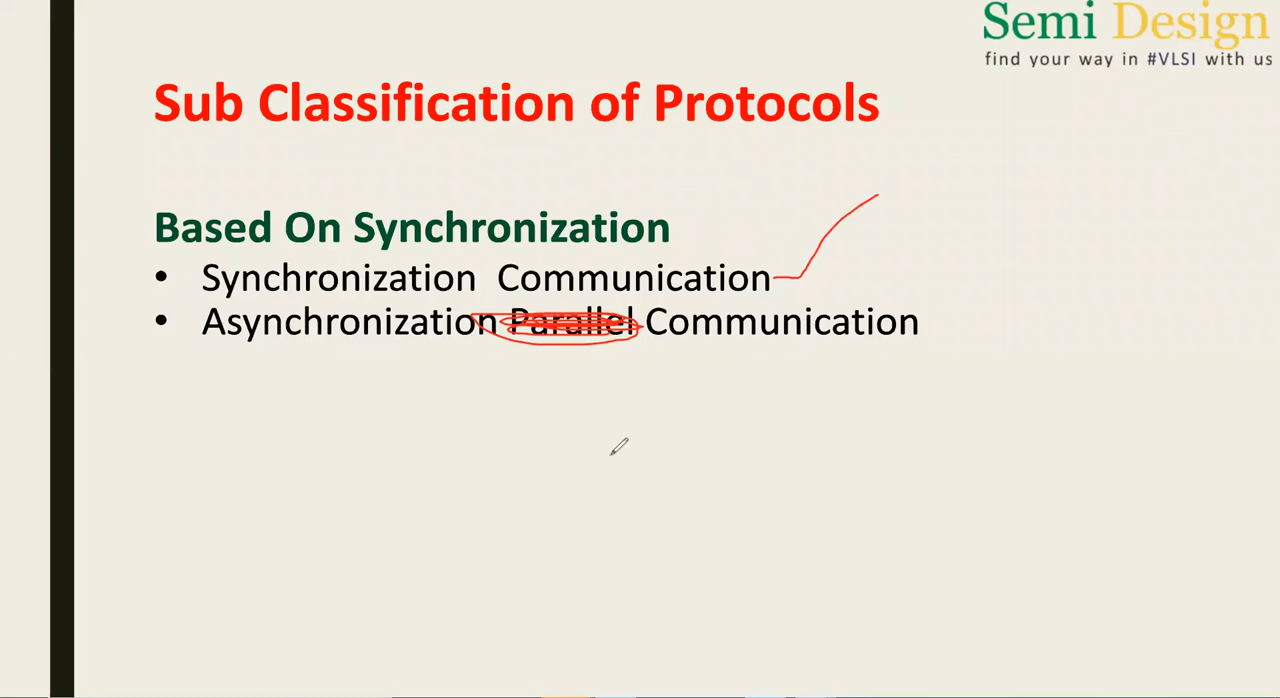 Semi Design
find your way in #VLSI with us
Sub Classification of Protocols
Based On Synchronization
• Synchronization Communication
• Asynchronization Parallel Communication